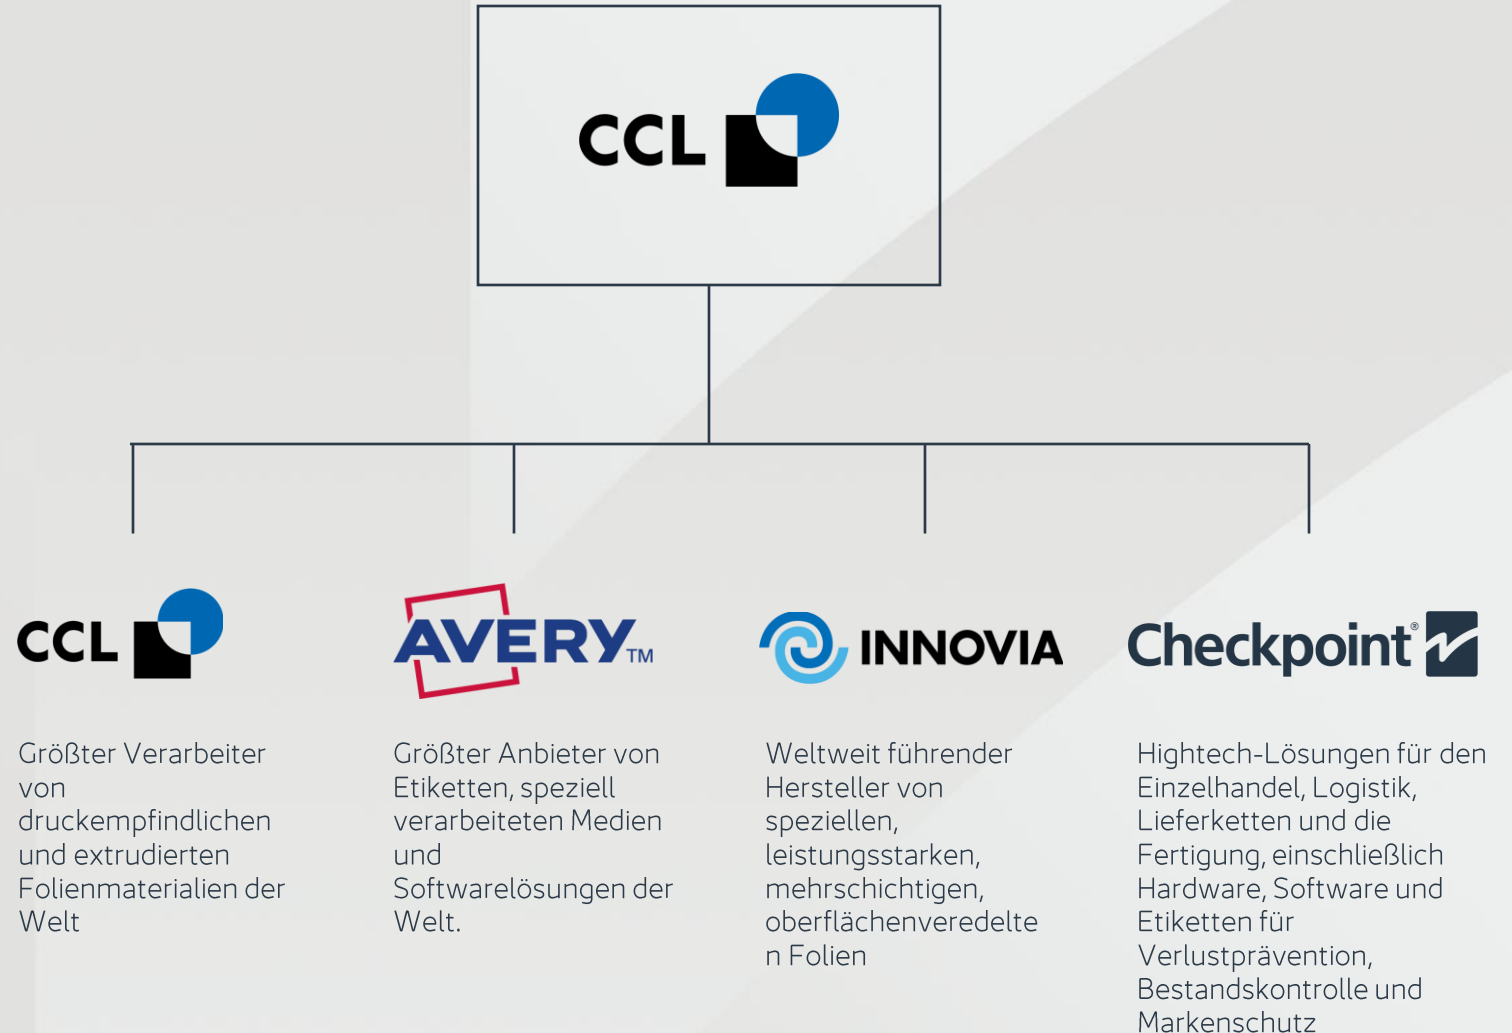 CCL
CCL
Größter Verarbeiter
von
druckempfindlichen
und extrudierten
Folienmaterialien der
Welt
AVERY™
Größter Anbieter von
Etiketten, speziell
verarbeiteten Medien
und
Softwarelösungen der
Welt.
INNOVIA
Weltweit führender
Hersteller von
speziellen,
leistungsstarken,
mehrschichtigen,
oberflächenveredelte
n Folien
Checkpoint®
Hightech-Lösungen für den
Einzelhandel, Logistik,
Lieferketten und die
Fertigung, einschließlich
Hardware, Software und
Etiketten für
Verlustprävention,
Bestandskontrolle und
Markenschutz